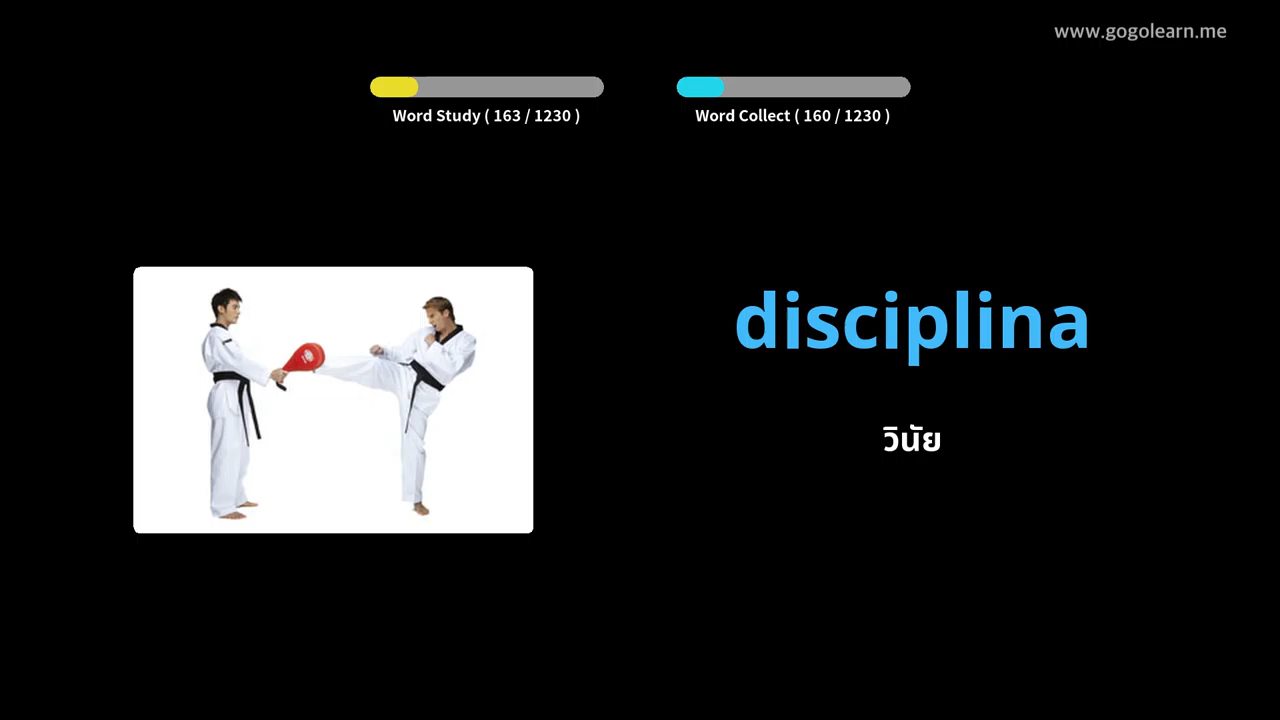 www.gogolearn.me
Word Study ( 163 / 1230 )
Word Collect ( 160 / 1230 )
disciplina
วินัย